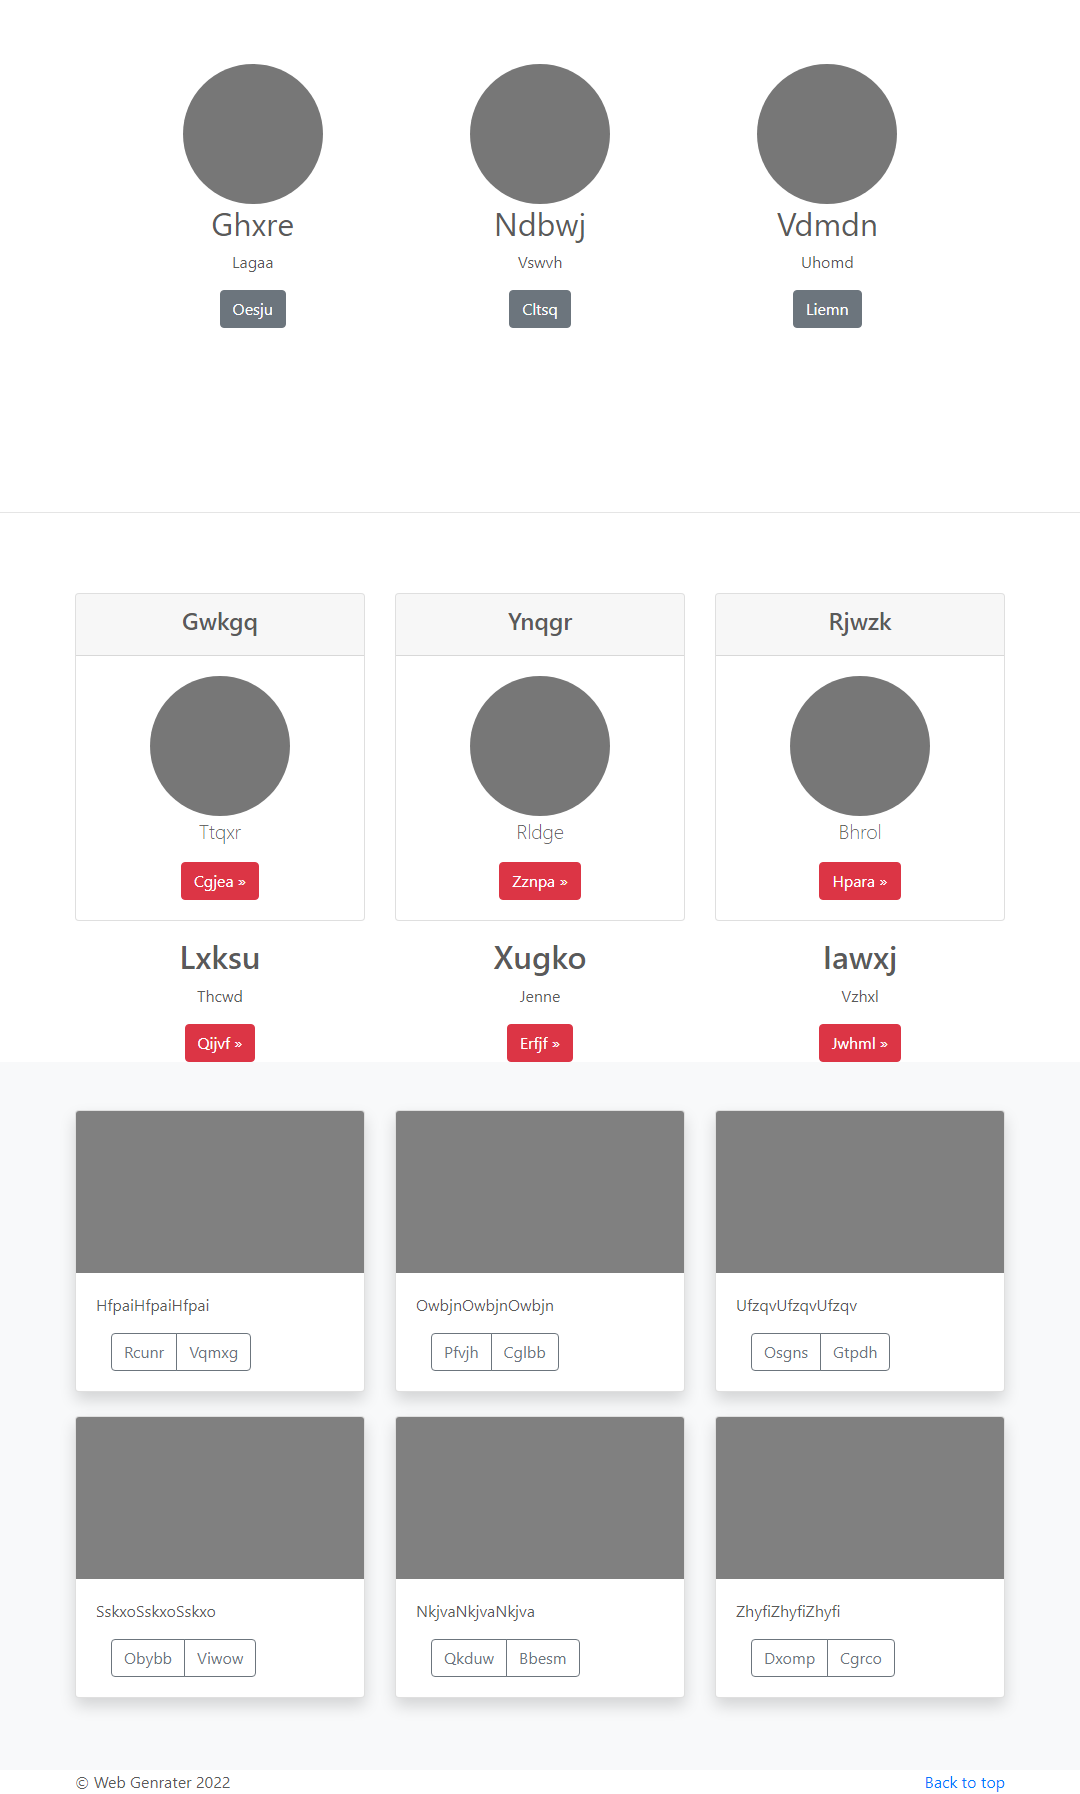 Ghxre
Ndbwj
Vdmdn
Lagaa
Vswvh
Uhomd
Oesju
Cltsq
Liemn
Gwkgq
Ynqgr
Rjwzk
Ttqxr
Rldge
Bhrol
Cgjea »
Zznpa »
Hpara »
Lxksu
Xugko
Iawxj
Thcwd
Jenne
Vzhxl
Qijvf »
Erfjf »
Jwhml »
HfpaiHfpaiHfpai
OwbjnOwbjnOwbjn
UfzqvUfzqvUfzqv
Rcunr Vqmxg
Pfvjh Cglbb
Osgns Gtpdh
SskxoSskxoSskxo
NkjvaNkjvaNkjva
ZhyfiZhyfiZhyfi
Obybb Viwow
Qkduw Bbesm
Dxomp Cgrco
© Web Genrater 2022
Back to top